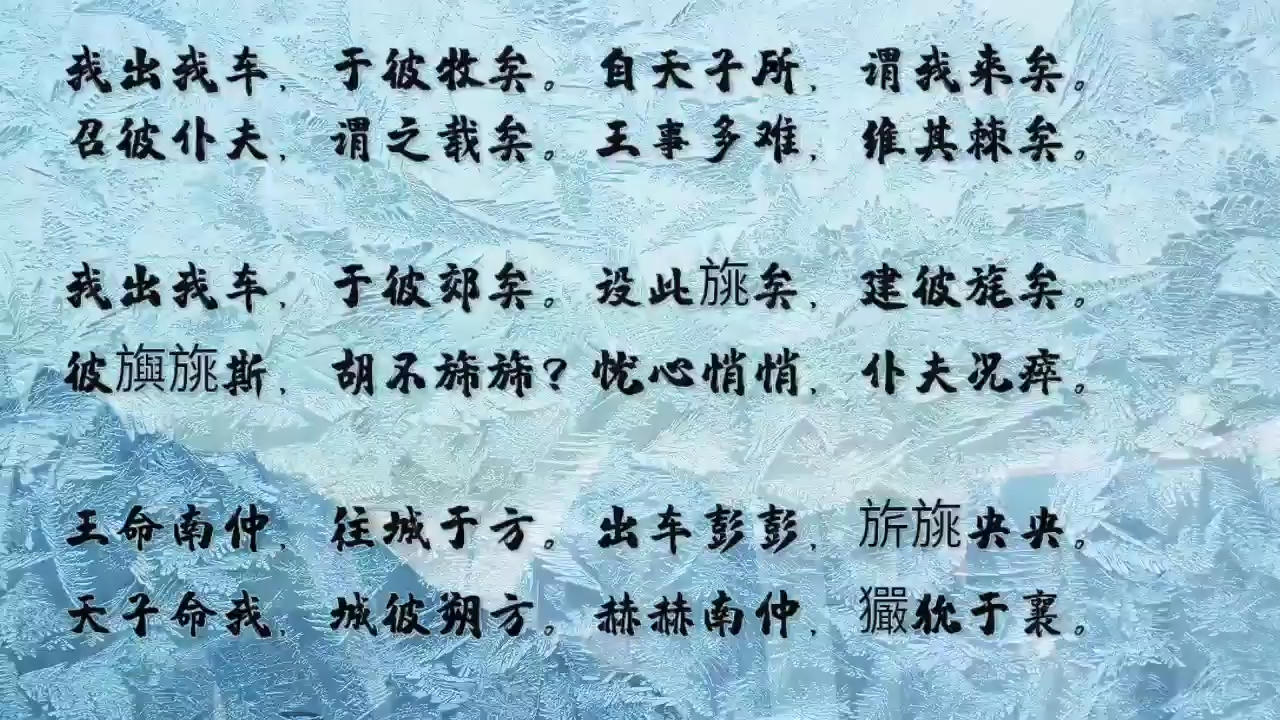 我出我车，于彼牧矣。自天子所，谓我来矣。
召彼仆夫，谓之载矣。王事多难，维其棘矣。
我出我车，于彼郊矣。设此旐矣，建彼旄矣。
彼旟旐斯，胡不旆旆？忧心悄悄，仆夫况瘁。
王命南仲，往城于方。出车彭彭，旂旐央央。
天子命我，城彼朔方。赫赫南仲，玁狁于襄。